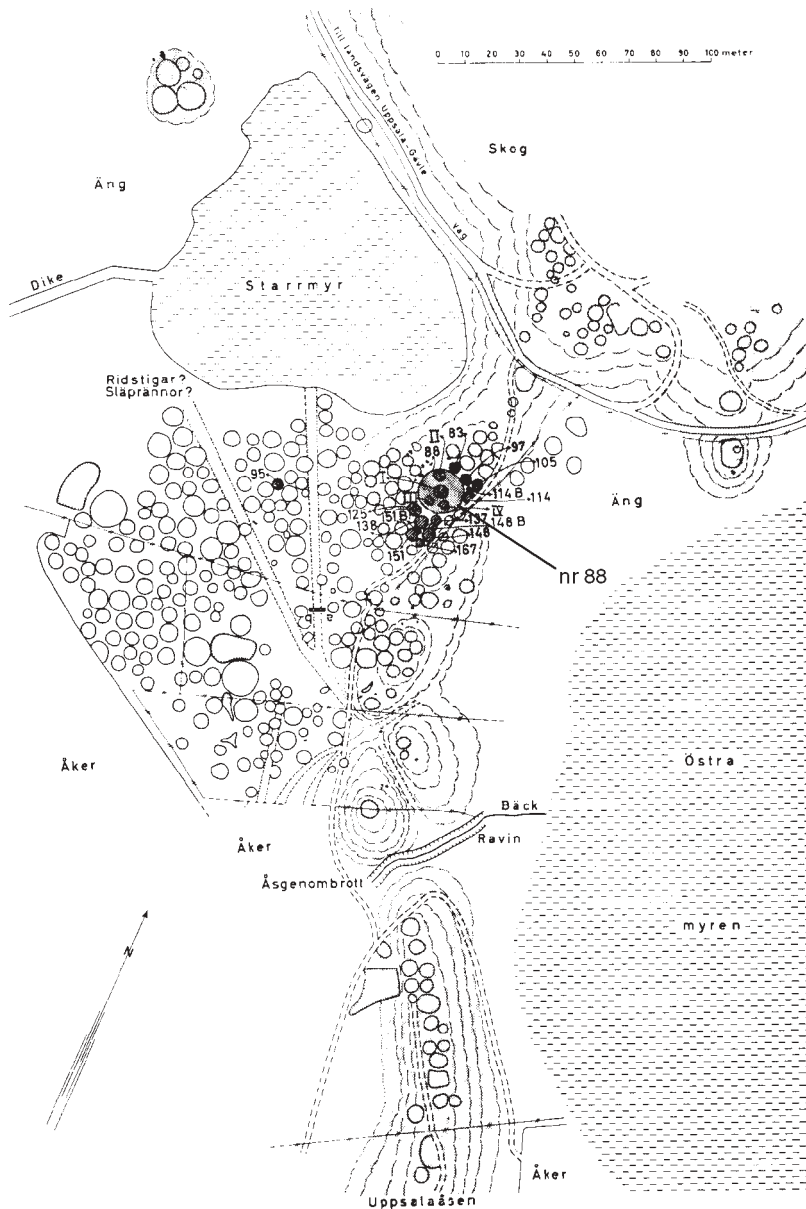 0 10 20 30 40 50 60 70 80 90 100 meter
Till landsvägen Uppsala-Gävle
Skog
Äng
väg
Dike
Starrmyr
Ridstigar?
Släprännor?
II 83
88
97
95
105
I
114 B
114
III
Äng
125
151 B
IV
137
148 B
138
148
151
167
nr 88
Östra
Åker
Bäck
Åker
Ravin
Åsgenombrott
myren
N
Åker
Uppsalaåsen